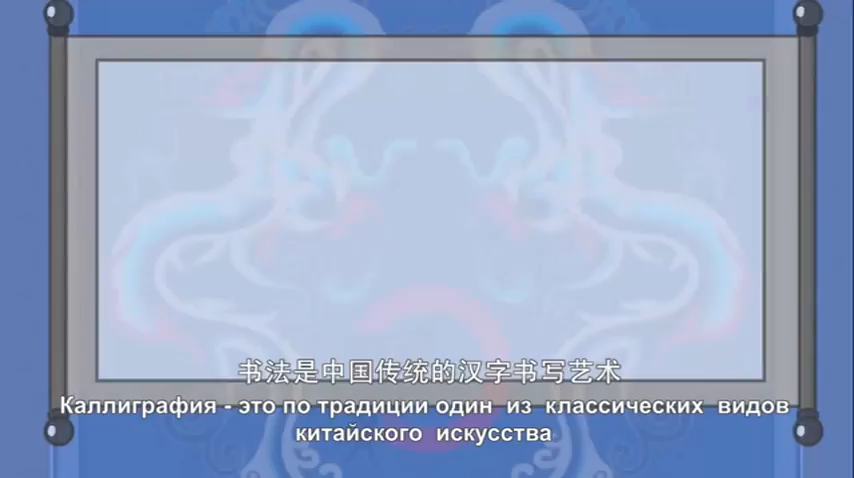 书法是中国传统的汉字书写艺术
Каллиграфия - это по традиции один из классических видов
китайского искусства